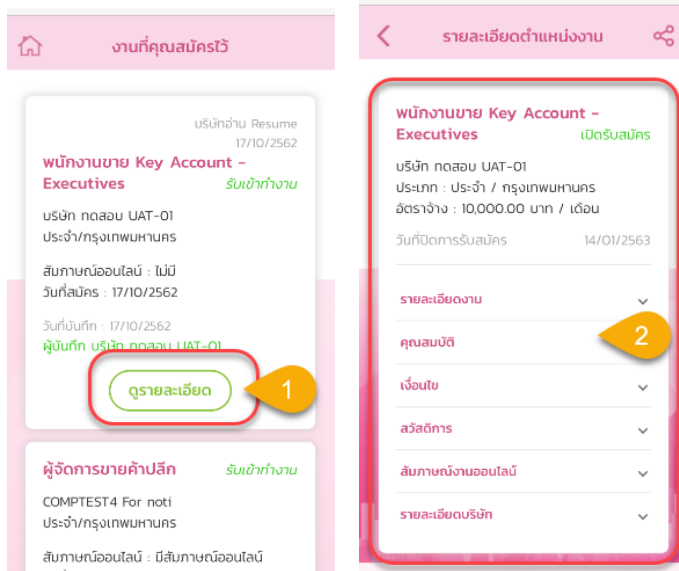 งานที่คุณสมัครไว้
บริษัทอ่าน Resume
17/10/2562
พนักงานขาย Key Account -
Executives
รับเข้าทำงาน
บริษัท ทดสอบ UAT-01
ประจำ/กรุงเทพมหานคร
สัมภาษณ์ออนไลน์ : ไม่มี
วันที่สมัคร : 17/10/2562
วันที่บันทึก : 17/10/2562
ผู้บันทึก บริษัท ทดสอบ UAT-01
ดูรายละเอียด
1
ผู้จัดการขายค้าปลีก
รับเข้าทำงาน
COMPTEST4 For noti
ประจำ/กรุงเทพมหานคร
สัมภาษณ์ออนไลน์ : มีสัมภาษณ์ออนไลน์
รายละเอียดตำแหน่งงาน
พนักงานขาย Key Account -
Executives
เปิดรับสมัคร
บริษัท ทดสอบ UAT-01
ประเภท : ประจำ / กรุงเทพมหานคร
อัตราจ้าง : 10,000.00 บาท / เดือน
วันที่ปิดการรับสมัคร
14/01/2563
รายละเอียดงาน
คุณสมบัติ
2
เงื่อนไข
สวัสดิการ
สัมภาษณ์งานออนไลน์
รายละเอียดบริษัท